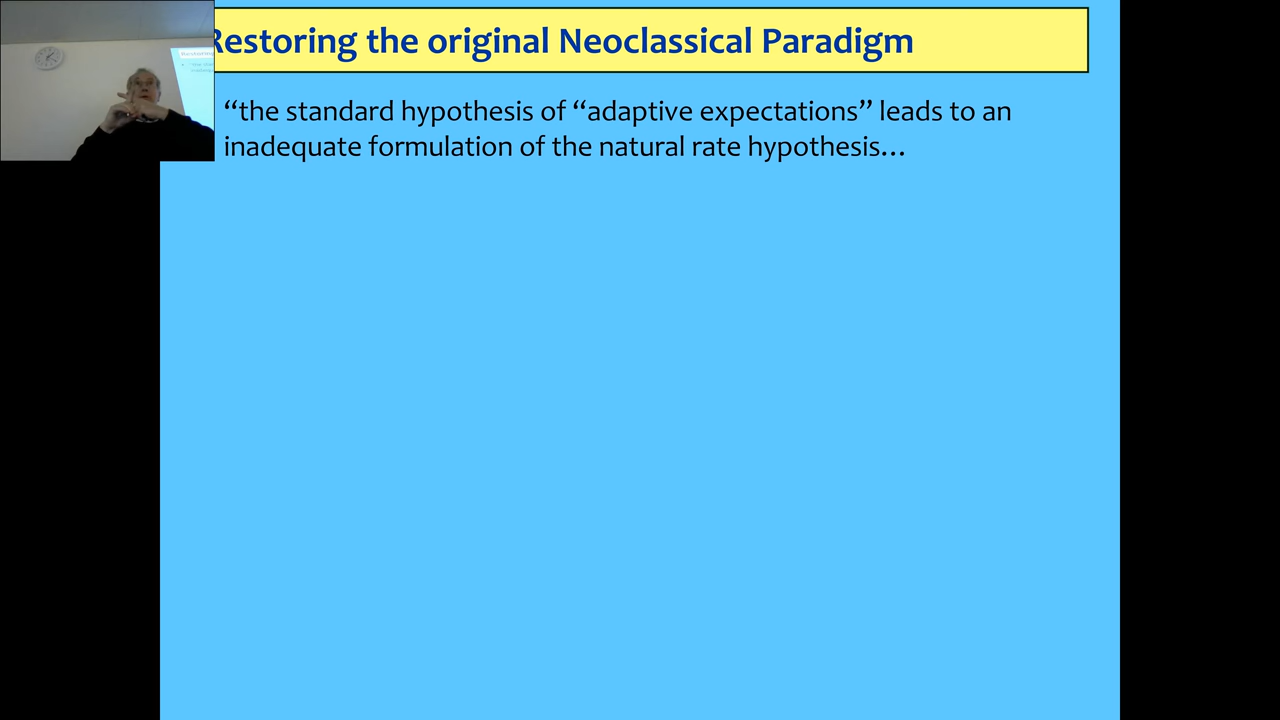 Restoring the original Neoclassical Paradigm
“the standard hypothesis of “adaptive expectations” leads to an
inadequate formulation of the natural rate hypothesis…